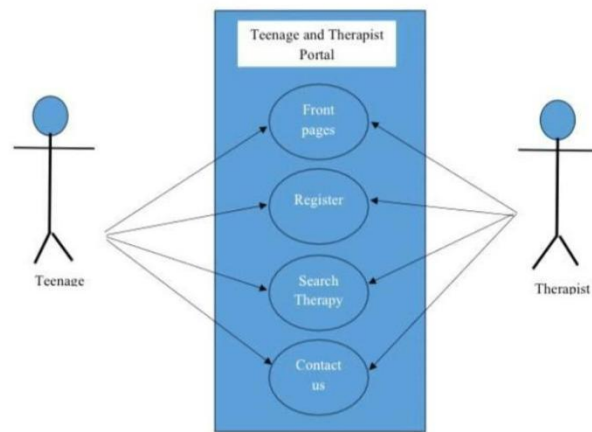 Teenage and Therapist
Portal
Front
pages
Register
Search
Therapy
Contact
us
Teenage
Therapist